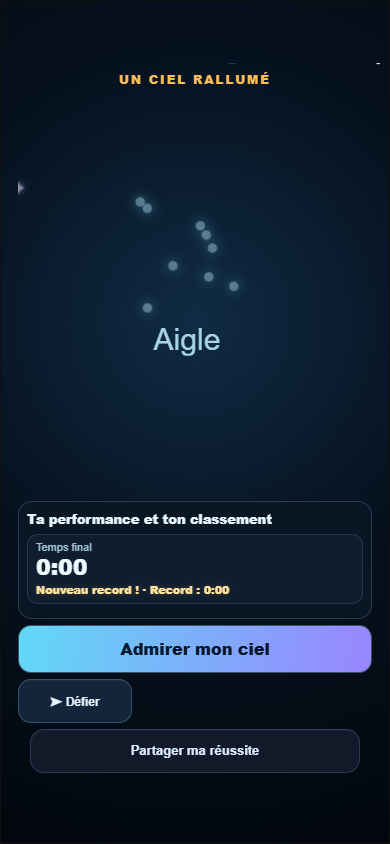 UN CIEL RALLUMÉ
Aigle
Ta performance et ton classement
Temps final
0:00
Nouveau record ! · Record : 0:00
Admirer mon ciel
➤ Défier
Partager ma réussite